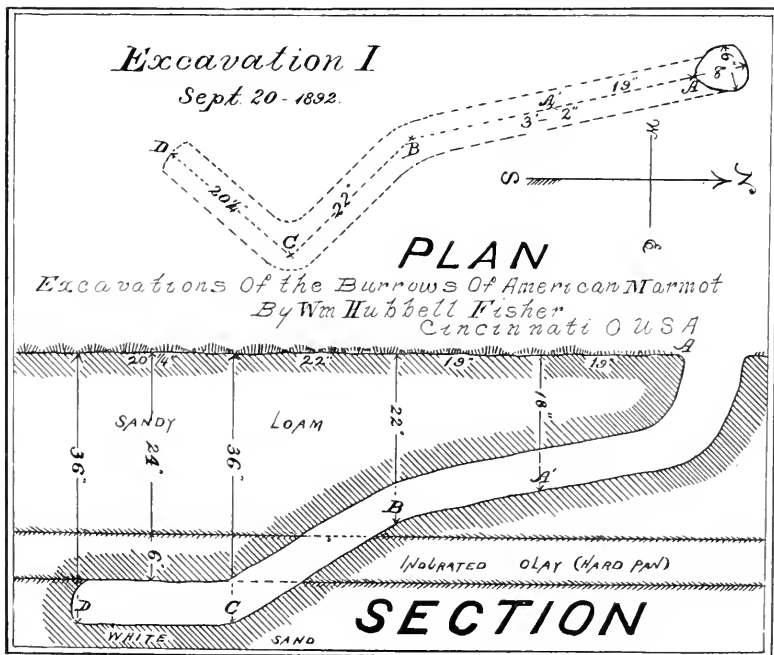 Excavation I
Sept. 20 - 1892.
6"
8"
A
19"
A'
3' 2"
B
D
20¼"
22"
C
W
S
N
E
PLAN
Excavations Of the Burrows Of American Marmot
By Wm Hubbell Fisher
Cincinnati O USA
A
20¼"
22"
19"
19"
SANDY LOAM
36"
24"
36"
22"
18"
A'
B
6"
INDURATED CLAY (HARD PAN)
D
C
SECTION
WHITE SAND